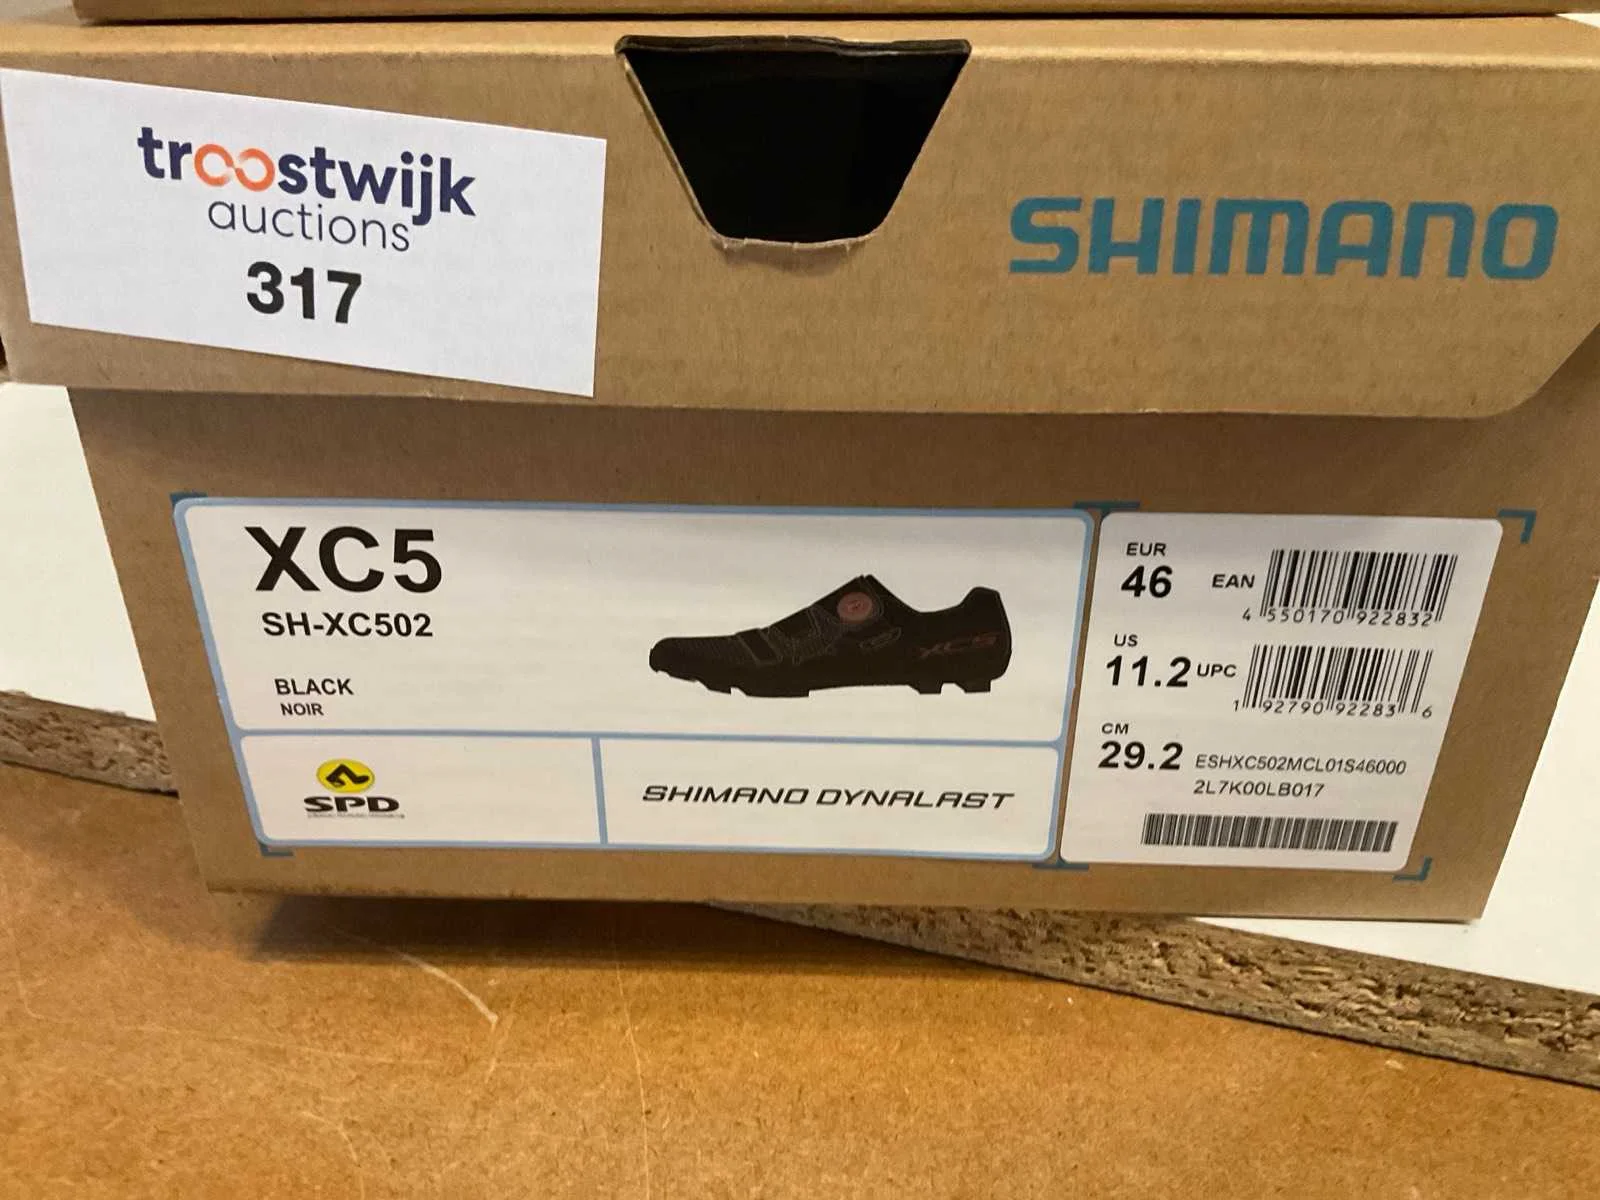 troostwijk
auctions
317
SHIMANO
XC5
SH-XC502
BLACK
NOIR
XC5
SPD
SHIMANO DYNALAST
EUR
46
EAN
4 550170 922832
US
11.2
UPC
1 92790 92283 6
CM
29.2
ESHXC502MCL01S46000
2L7K00LB017